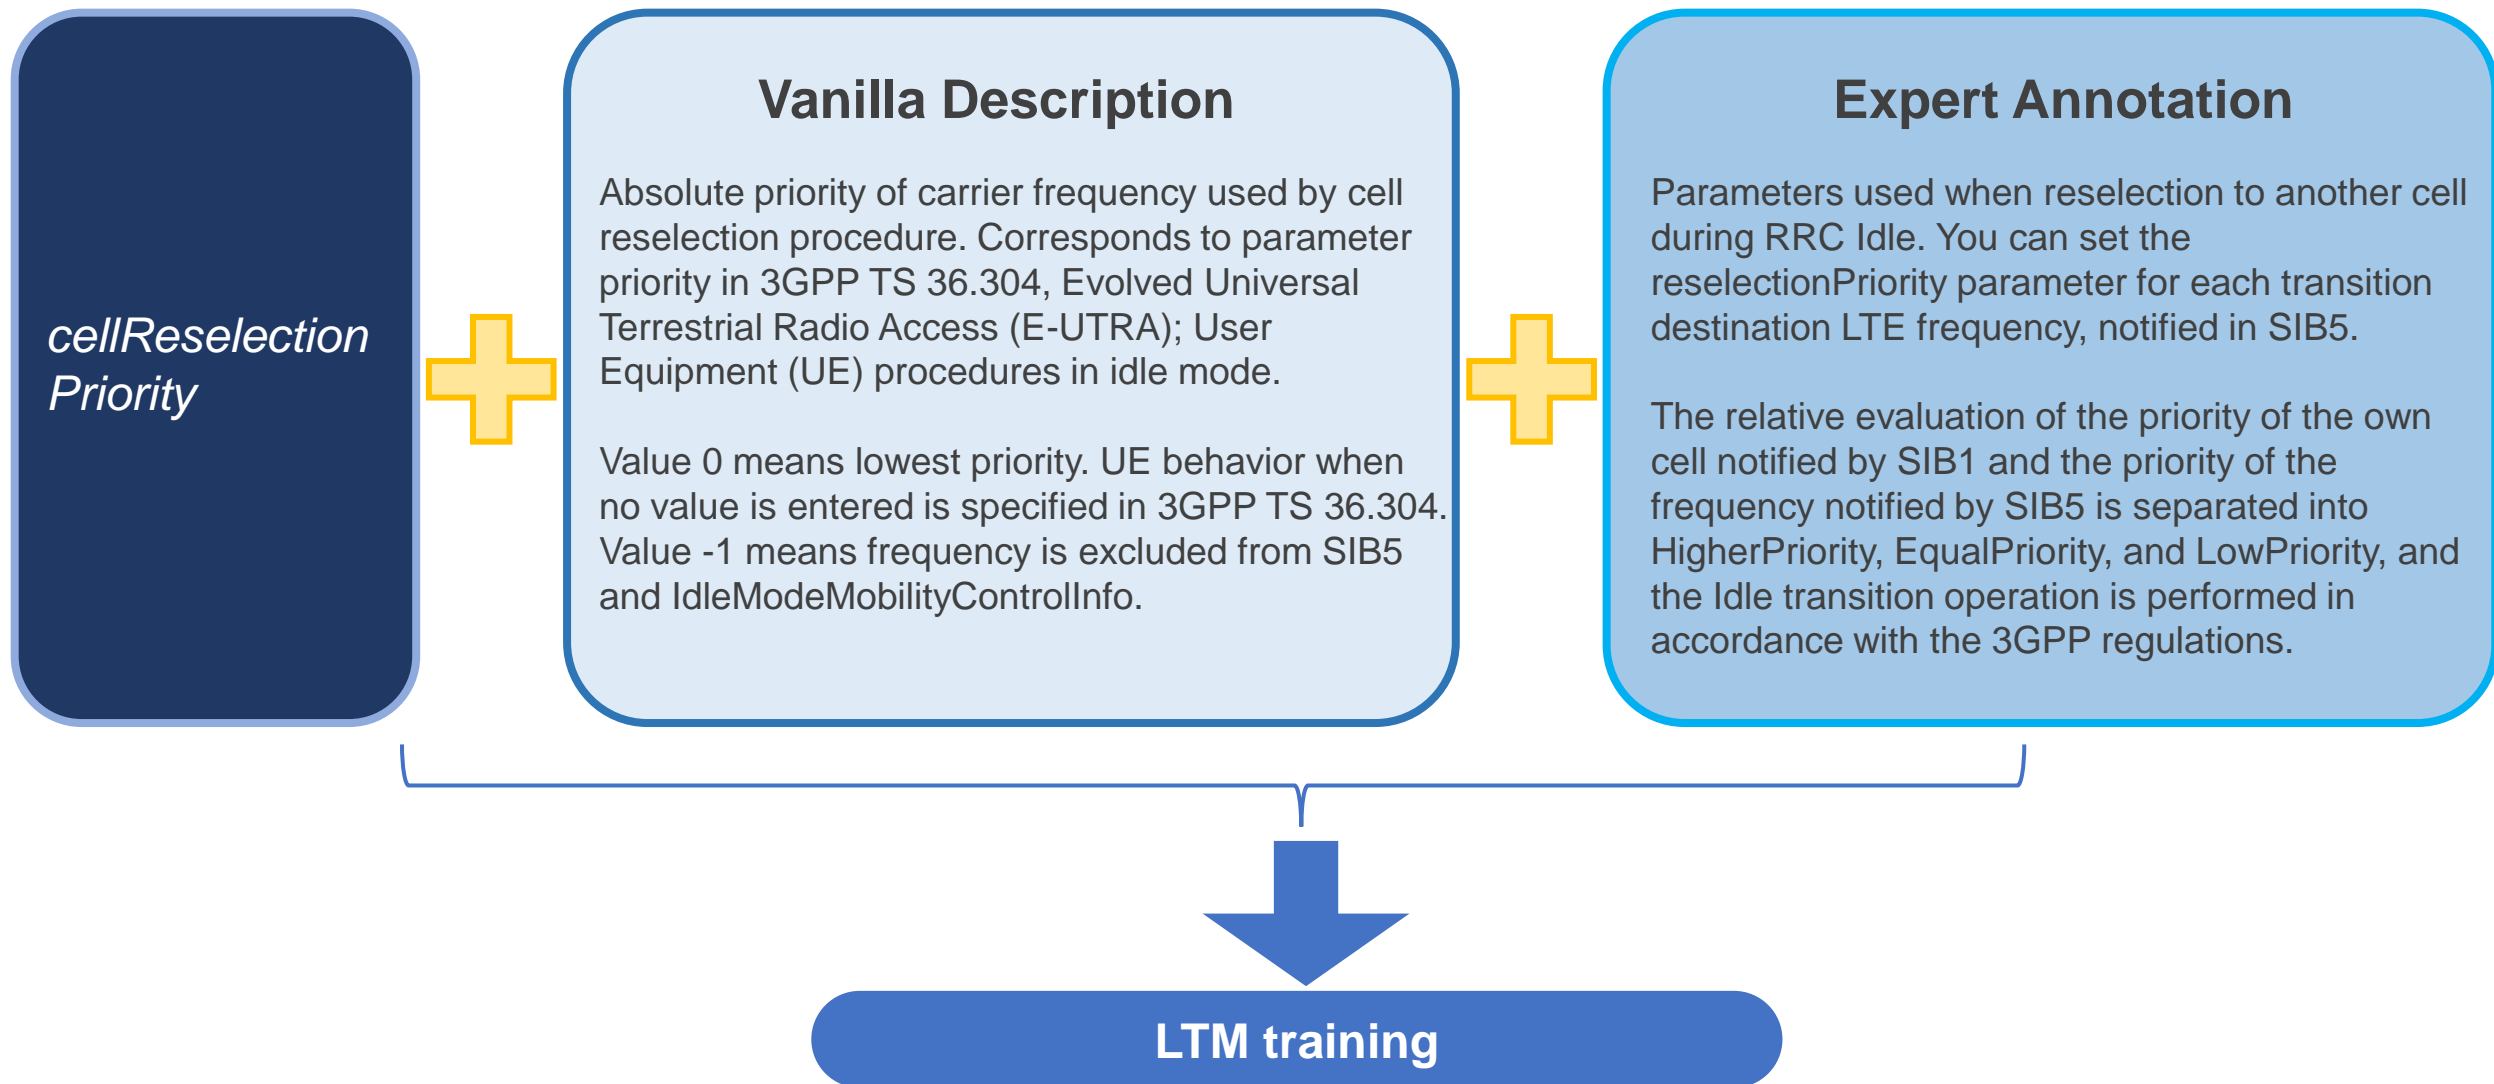 cellReselection
Priority
Vanilla Description
Absolute priority of carrier frequency used by cell
reselection procedure. Corresponds to parameter
priority in 3GPP TS 36.304, Evolved Universal
Terrestrial Radio Access (E-UTRA); User
Equipment (UE) procedures in idle mode.
Value 0 means lowest priority. UE behavior when
no value is entered is specified in 3GPP TS 36.304.
Value -1 means frequency is excluded from SIB5
and IdleModeMobilityControlInfo.
Expert Annotation
Parameters used when reselection to another cell
during RRC Idle. You can set the
reselectionPriority parameter for each transition
destination LTE frequency, notified in SIB5.
The relative evaluation of the priority of the own
cell notified by SIB1 and the priority of the
frequency notified by SIB5 is separated into
HigherPriority, EqualPriority, and LowPriority, and
the Idle transition operation is performed in
accordance with the 3GPP regulations.
LTM training